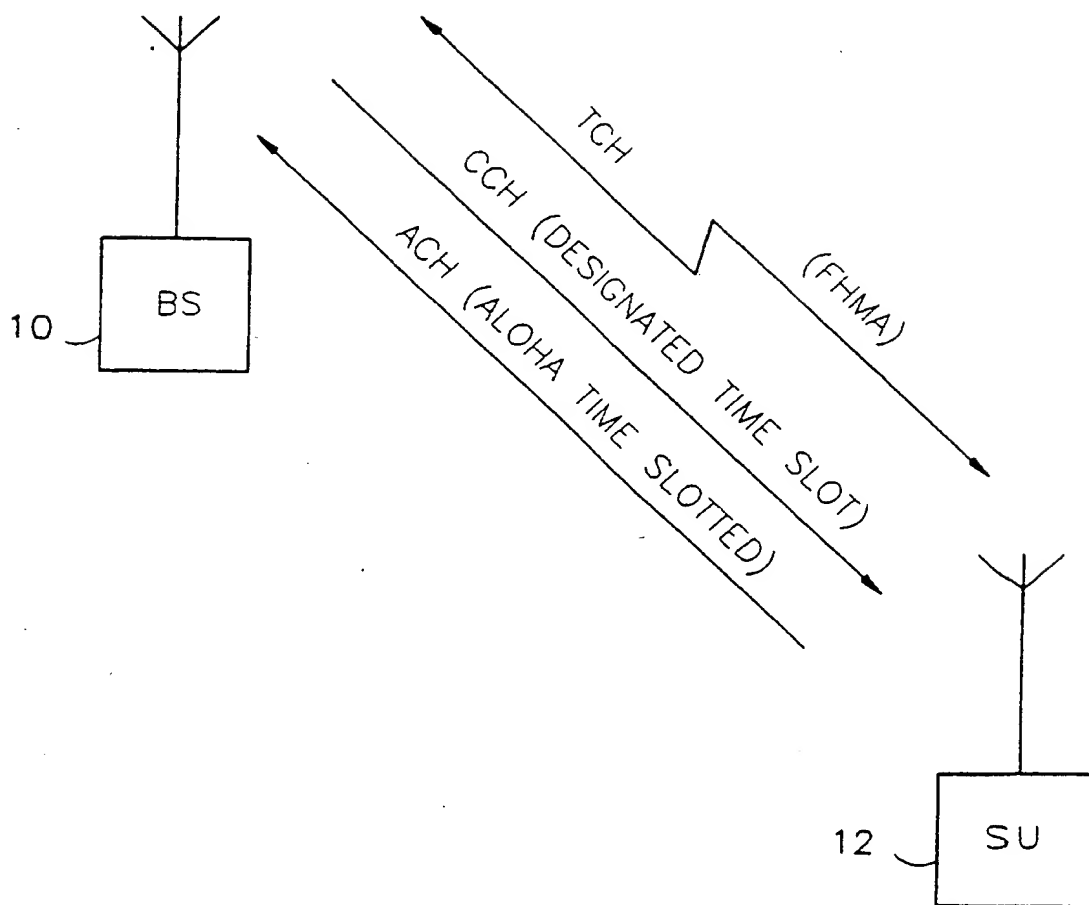 TCH
(FHMA)
CCH (DESIGNATED TIME SLOT)
ACH (ALOHA TIME SLOTTED)
BS
10
SU
12